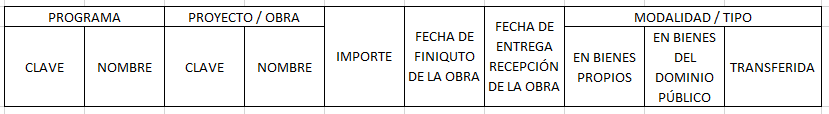 PROGRAMA
PROYECTO / OBRA
IMPORTE
FECHA DE
FINIQUTO
DE LA OBRA
FECHA DE
ENTREGA
RECEPCIÓN
DE LA OBRA
MODALIDAD / TIPO
CLAVE
NOMBRE
CLAVE
NOMBRE
EN BIENES
PROPIOS
EN BIENES
DEL
DOMINIO
PÚBLICO
TRANSFERIDA